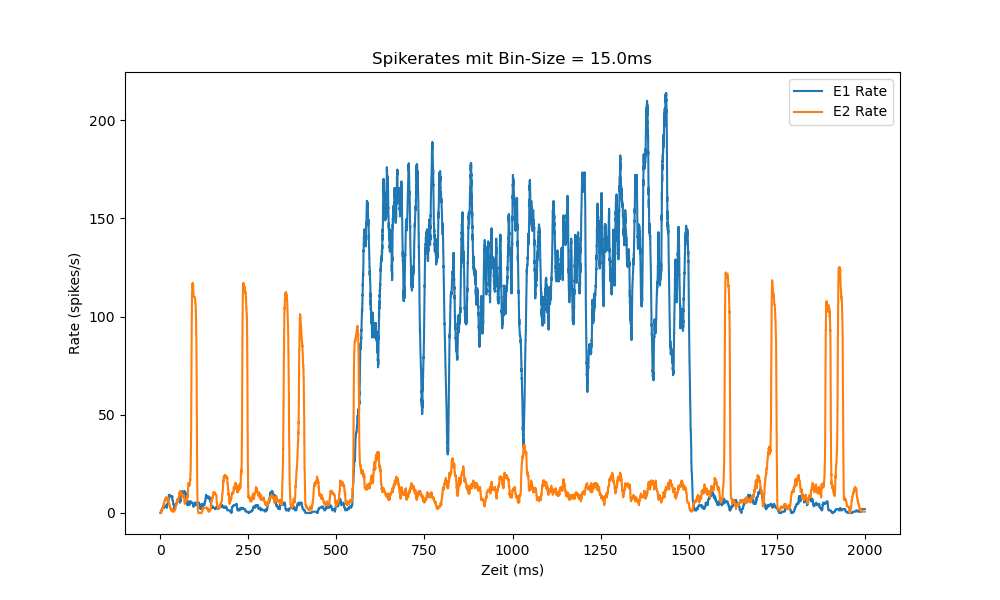 Spikerates mit Bin-Size = 15.0ms
E1 Rate
E2 Rate
200
150
100
50
0
Rate (spikes/s)
0 250 500 750 1000 1250 1500 1750 2000
Zeit (ms)